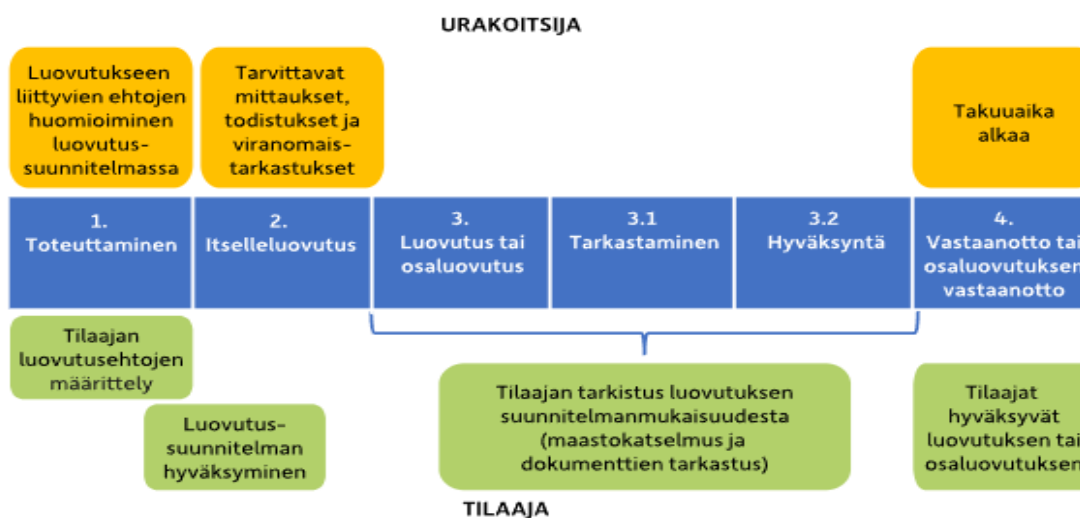 URAKOITSIJA
Luovutukseen
liittyvien ehtojen
huomioiminen
luovutus-
suunnitelmassa
Tarvittavat
mittaukset,
todistukset ja
viranomais-
tarkastukset
Takuuaika
alkaa
1.
Toteuttaminen
2.
Itselleluovutus
3.
Luovutus tai
osaluovutus
3.1
Tarkastaminen
3.2
Hyväksyntä
4.
Vastaanotto tai
osaluovutuksen
vastaanotto
Tilaajan
luovutusehtojen
määrittely
Luovutus-
suunnitelman
hyväksyminen
Tilaajan tarkistus luovutuksen
suunnitelmanmukaisuudesta
(maastokatselmus ja
dokumenttien tarkastus)
Tilaajat
hyväksyvät
luovutuksen tai
osaluovutuksen
TILAAJA